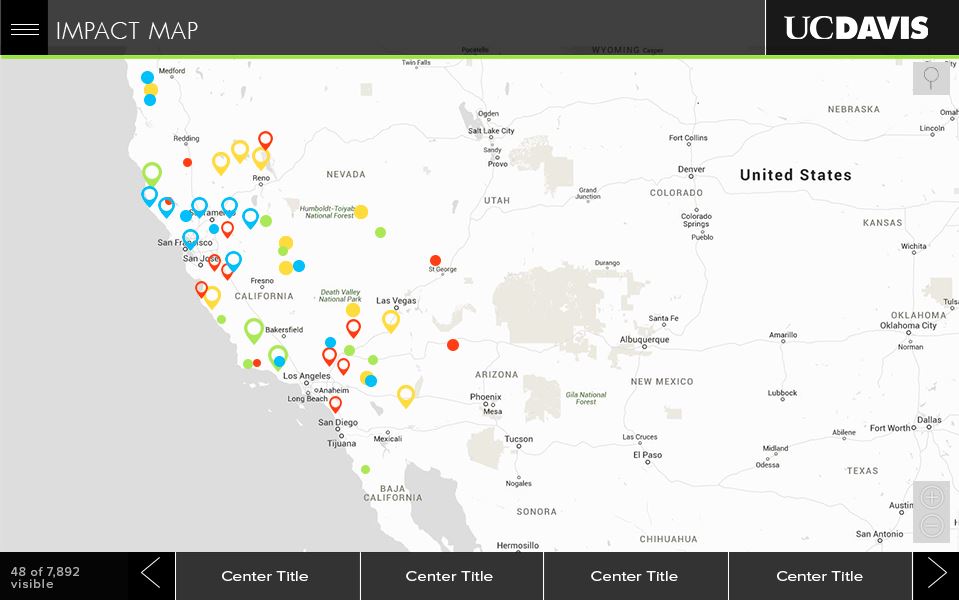 IMPACT MAP
UCDAVIS
Pocatello
WYOMING Casper
Twin Falls
Medford
NEBRASKA
Ogden
Omah
Salt Lake City
Lincoln
Redding
Fort Collins
Sandy
Provo
Denver
United States
NEVADA
Reno
Grand
Junction
COLORADO
UTAH
Humboldt-Toiyab
National Forest
Colorado
Springs
KANSAS
Pueblo
San Francisco
Wichita
San Jose
Durango
St George
Fresno
CALIFORNIA
Death Valley
National Park
Las Vegas
Tulsa
Santa Fe
OKLAHOMA
Oklahoma City
Bakersfield
Albuquerque
Amarillo
Norman
Los Angeles
ARIZONA
NEW MEXICO
Anaheim
Long Beach
Phoenix
Mesa
Gila National
Forest
Lubbock
San Diego
Dallas
Fort Worth
Tijuana
Mexicali
Tucson
Las Cruces
Abilene
El Paso
Midland
Odessa
TEXAS
Nogales
BAJA
CALIFORNIA
Austin
SONORA
San Antonio
CHIHUAHUA
Hermosillo
48 of 7,892
visible
Center Title
Center Title
Center Title
Center Title